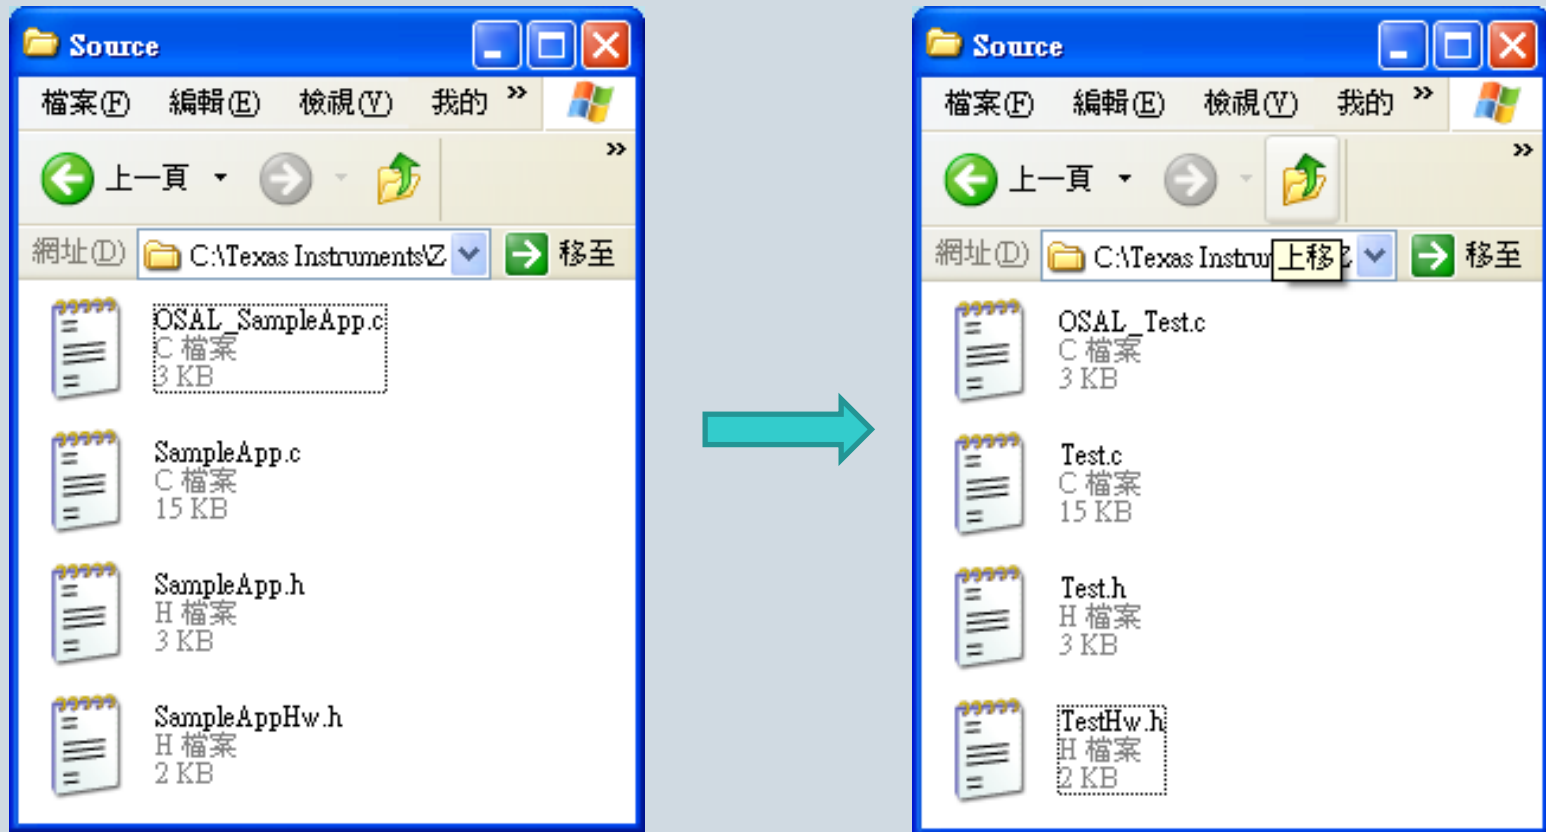 Source
檔案(F) 編輯(E) 檢視(V) 我的 »
上一頁 »
網址(D) C:\Texas Instruments\Z 移至
OSAL_SampleApp.c
C 檔案
3 KB
SampleApp.c
C 檔案
15 KB
SampleApp.h
H 檔案
3 KB
SampleAppHw.h
H 檔案
2 KB
Source
檔案(F) 編輯(E) 檢視(V) 我的 »
上一頁 »
網址(D) C:\Texas Instru 移至
上移
OSAL_Test.c
C 檔案
3 KB
Test.c
C 檔案
15 KB
Test.h
H 檔案
3 KB
TestHw.h
H 檔案
2 KB